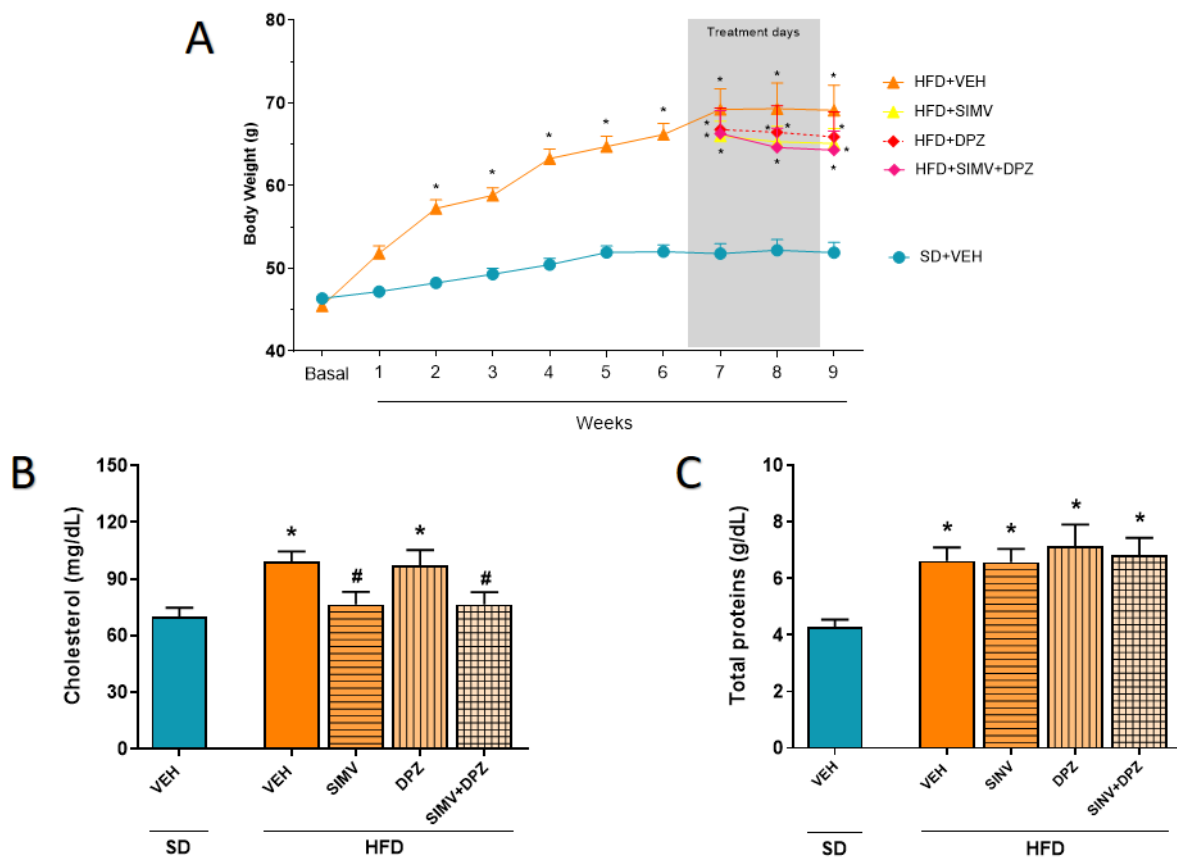 A
Treatment days
Body Weight (g)
70
60
50
40
* * * * * * * *
* * * * * * * * *
Basal 1 2 3 4 5 6 7 8 9
Weeks
HFD+VEH
HFD+SIMV
HFD+DPZ
HFD+SIMV+DPZ
SD+VEH
B
Cholesterol (mg/dL)
150
120
90
60
30
0
* # * #
VEH VEH SIMV DPZ SIMV+DPZ
SD HFD
C
Total proteins (g/dL)
10
8
6
4
2
0
* * * *
VEH VEH SINV DPZ SINV+DPZ
SD HFD